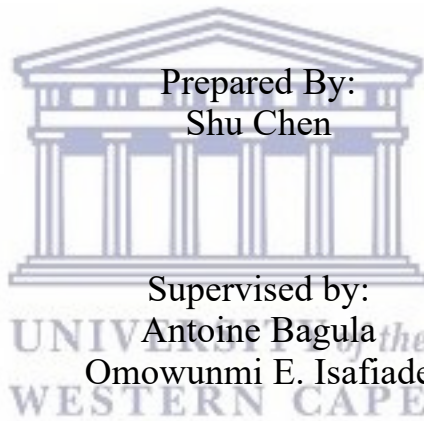 Prepared By:
Shu Chen
Supervised by:
Antoine Bagula
UNIVERSITY of the
Omowunmi E. Isafiade
WESTERN CAPE